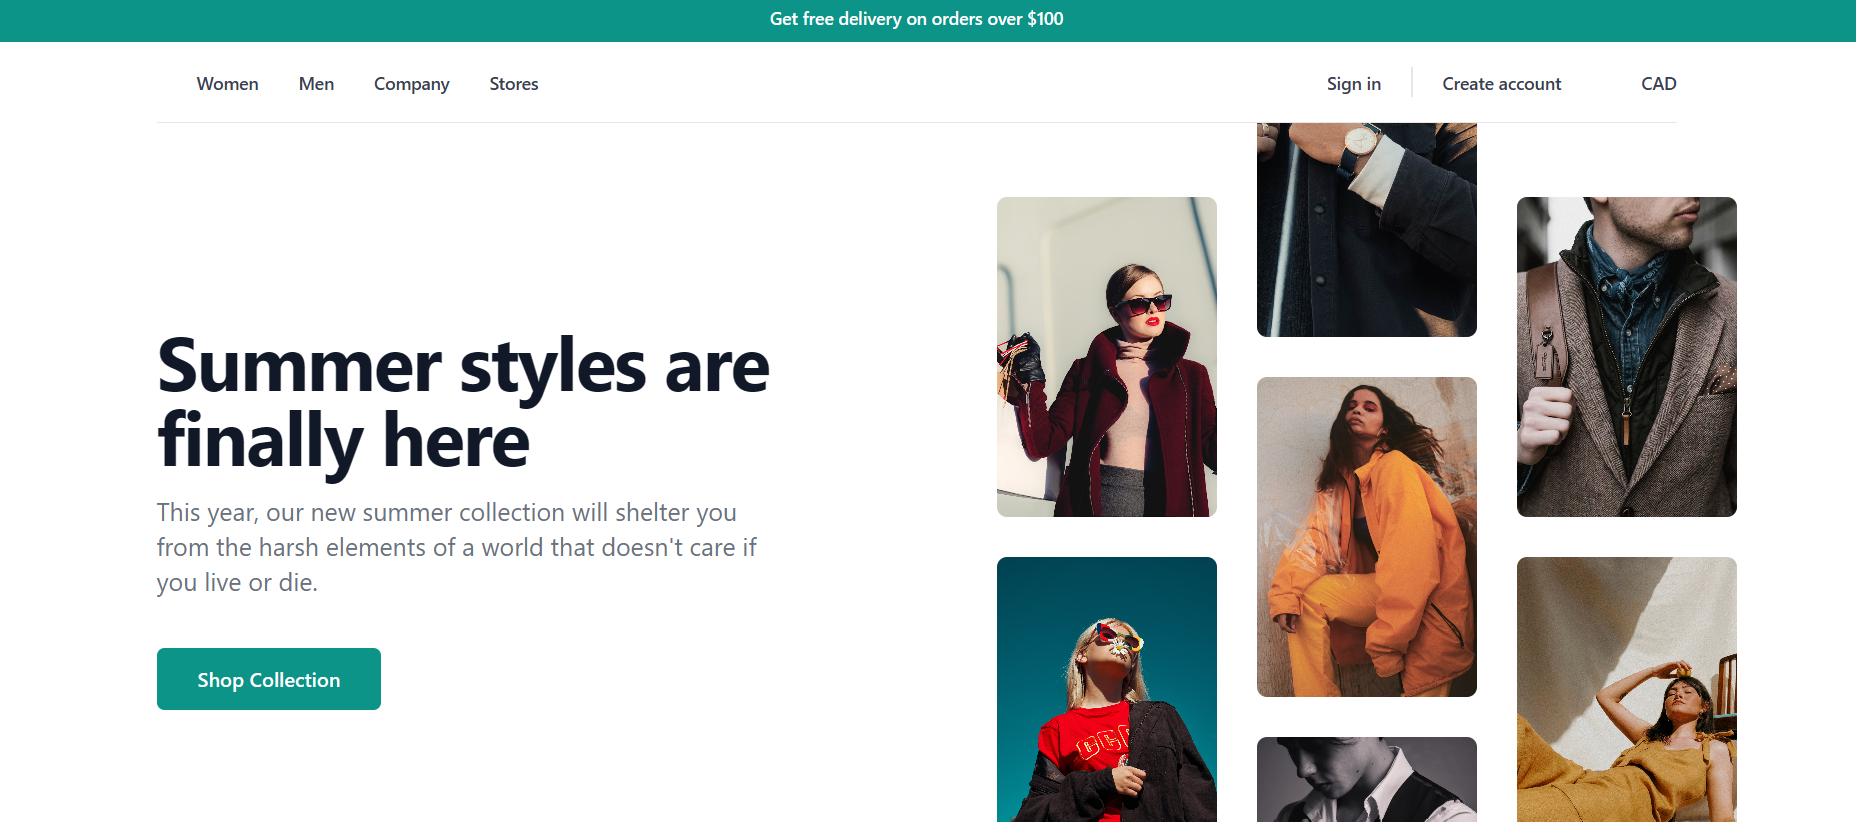 Get free delivery on orders over $100
Women Men Company Stores Sign in Create account CAD
Summer styles are
finally here
This year, our new summer collection will shelter you
from the harsh elements of a world that doesn't care if
you live or die.
Shop Collection